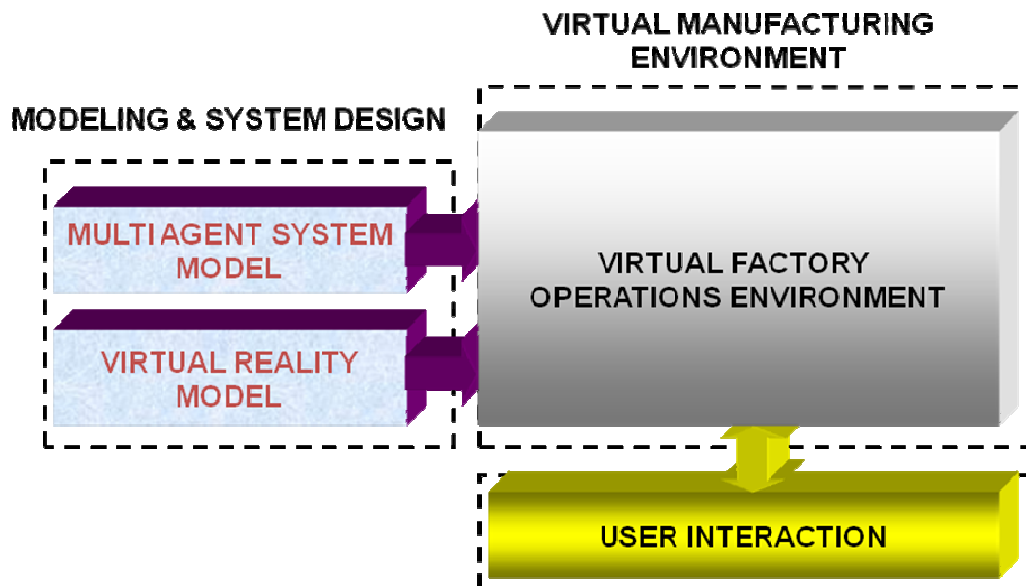 VIRTUAL MANUFACTURING
ENVIRONMENT
MODELING & SYSTEM DESIGN
MULTI AGENT SYSTEM
MODEL
VIRTUAL REALITY
MODEL
VIRTUAL FACTORY
OPERATIONS ENVIRONMENT
USER INTERACTION